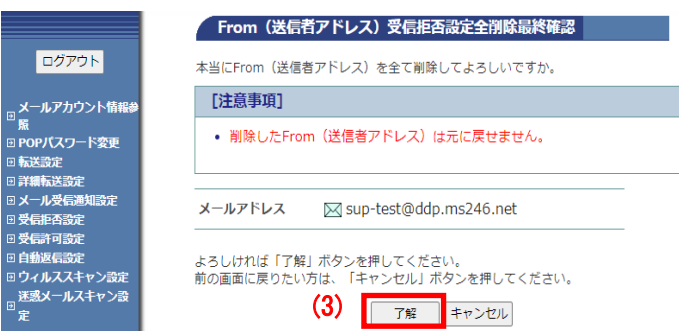 From（送信者アドレス）受信拒否設定全削除最終確認
ログアウト
本当にFrom（送信者アドレス）を全て削除してよろしいですか。
[注意事項]
• 削除したFrom（送信者アドレス）は元に戻せません。
メールアカウント情報参
照
POPパスワード変更
転送設定
詳細転送設定
メール受信通知設定
受信拒否設定
受信許可設定
自動返信設定
ウィルススキャン設定
迷惑メールスキャン設
定
メールアドレス sup-test@ddp.ms246.net
よろしければ「了解」ボタンを押してください。
前の画面に戻りたい方は、「キャンセル」ボタンを押してください。
(3) 了解 キャンセル